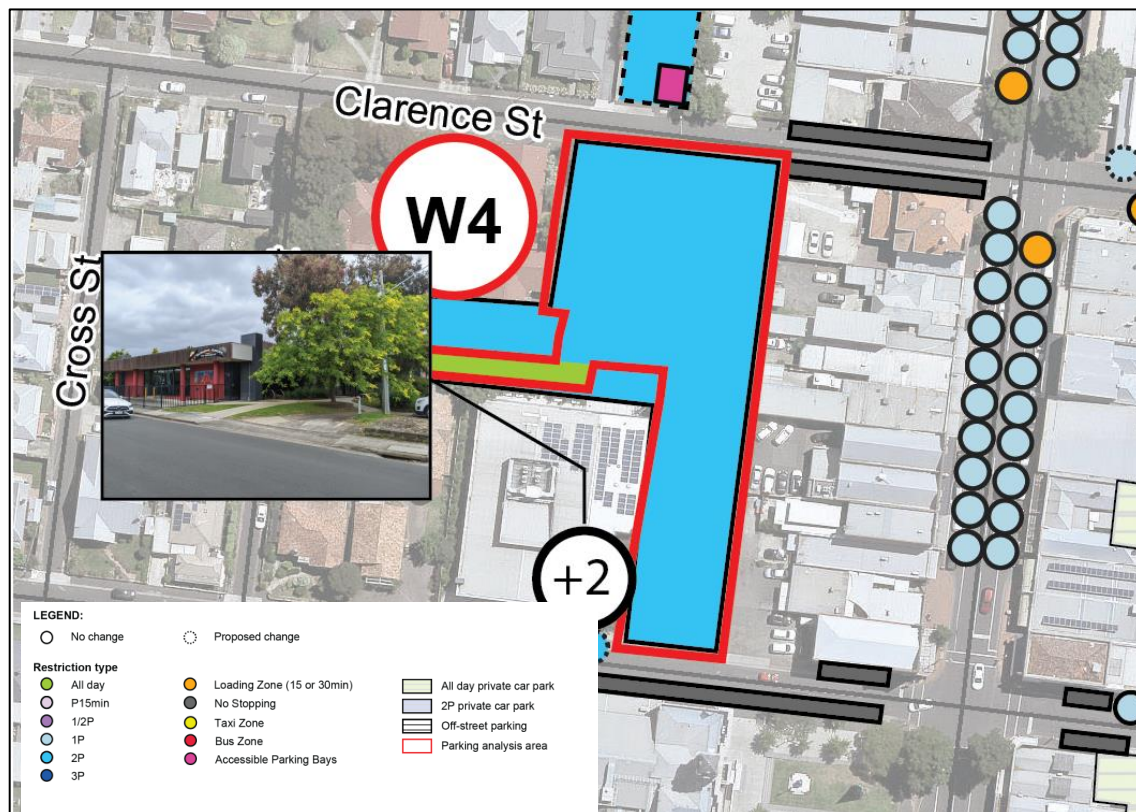 Clarence St
W4
Cross St
+2
LEGEND:
No change
Proposed change
Restriction type
All day
P15min
1/2P
1P
2P
3P
Loading Zone (15 or 30min)
No Stopping
Taxi Zone
Bus Zone
Accessible Parking Bays
All day private car park
2P private car park
Off-street parking
Parking analysis area